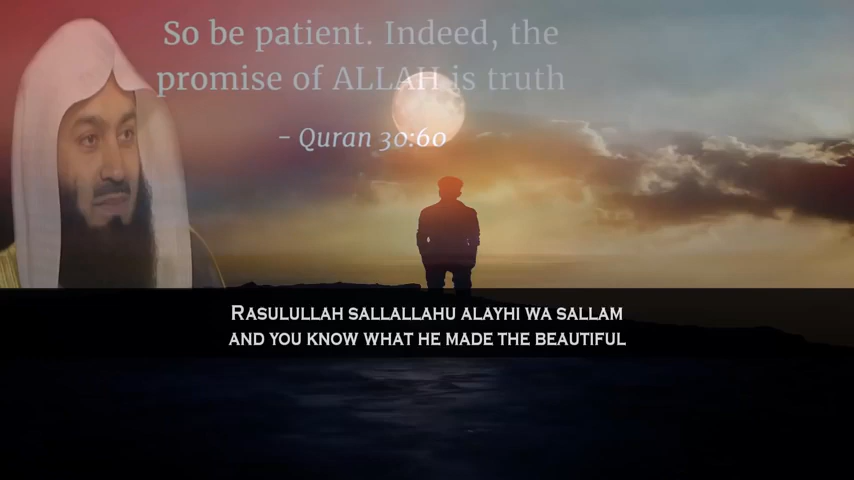 So be patient. Indeed, the
promise of ALLAH is truth
- Quran 30:60
RASULULLAH SALLALLAHU ALAYHI WA SALLAM
AND YOU KNOW WHAT HE MADE THE BEAUTIFUL